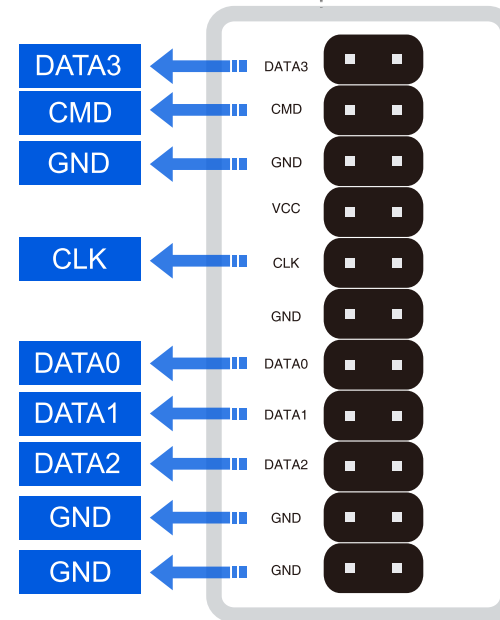 DATA3 DATA3
CMD CMD
GND GND
VCC
CLK CLK
GND
DATA0 DATA0
DATA1 DATA1
DATA2 DATA2
GND GND
GND GND